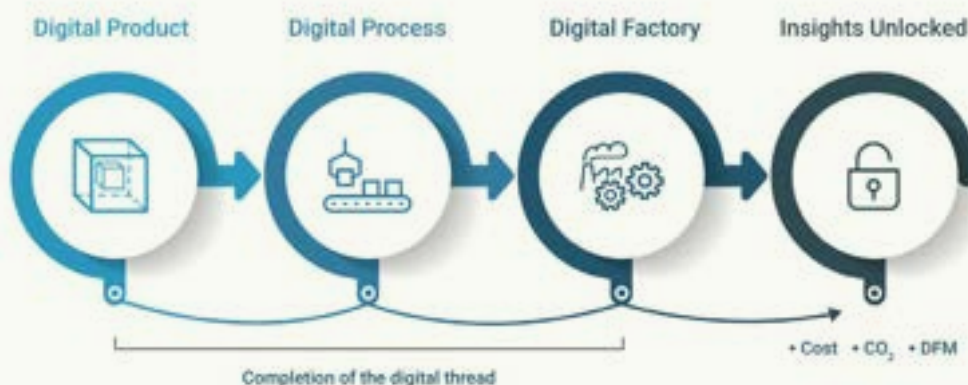 Digital Product
Digital Process
Digital Factory
Insights Unlocked
• Cost • CO₂ • DFM
Completion of the digital thread